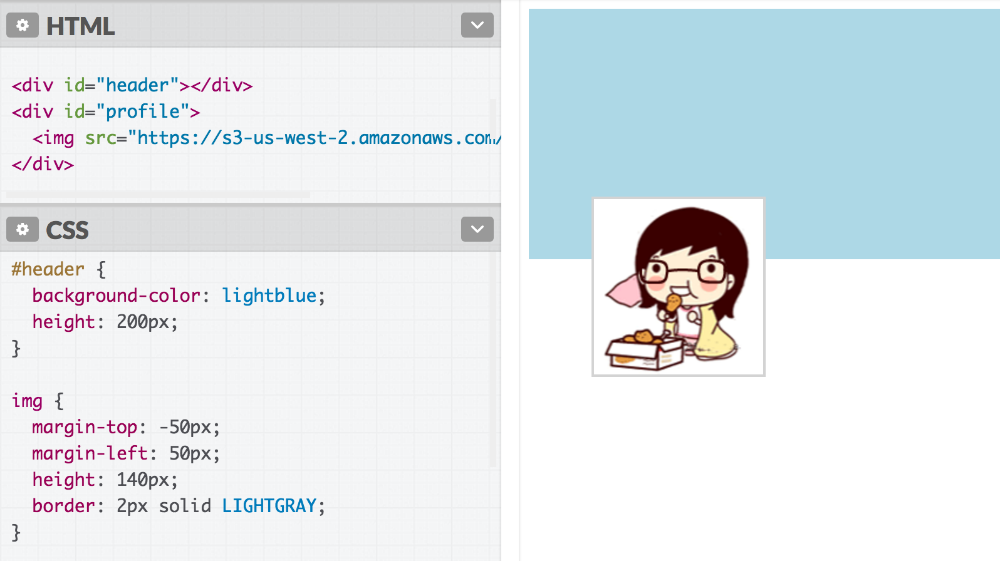 HTML
<div id="header"></div>
<div id="profile">
<img src="https://s3-us-west-2.amazonaws.com/
</div>
CSS
#header {
background-color: lightblue;
height: 200px;
}
img {
margin-top: -50px;
margin-left: 50px;
height: 140px;
border: 2px solid LIGHTGRAY;
}